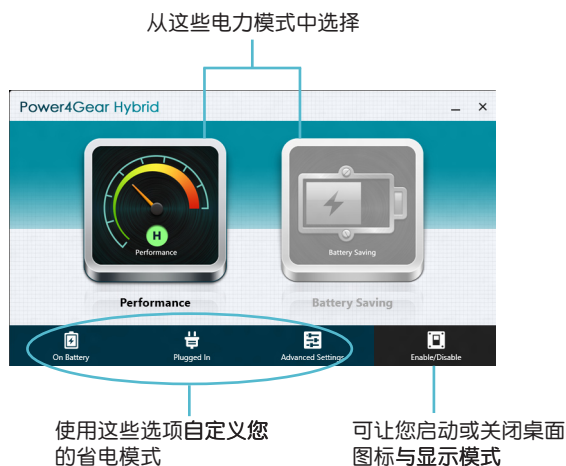 从这些电力模式中选择
Power4Gear Hybrid
H
Performance
Battery Saving
Performance
Battery Saving
On Battery
Plugged In
Advanced Settings
Enable/Disable
使用这些选项自定义您
的省电模式
可让您启动或关闭桌面
图标与显示模式